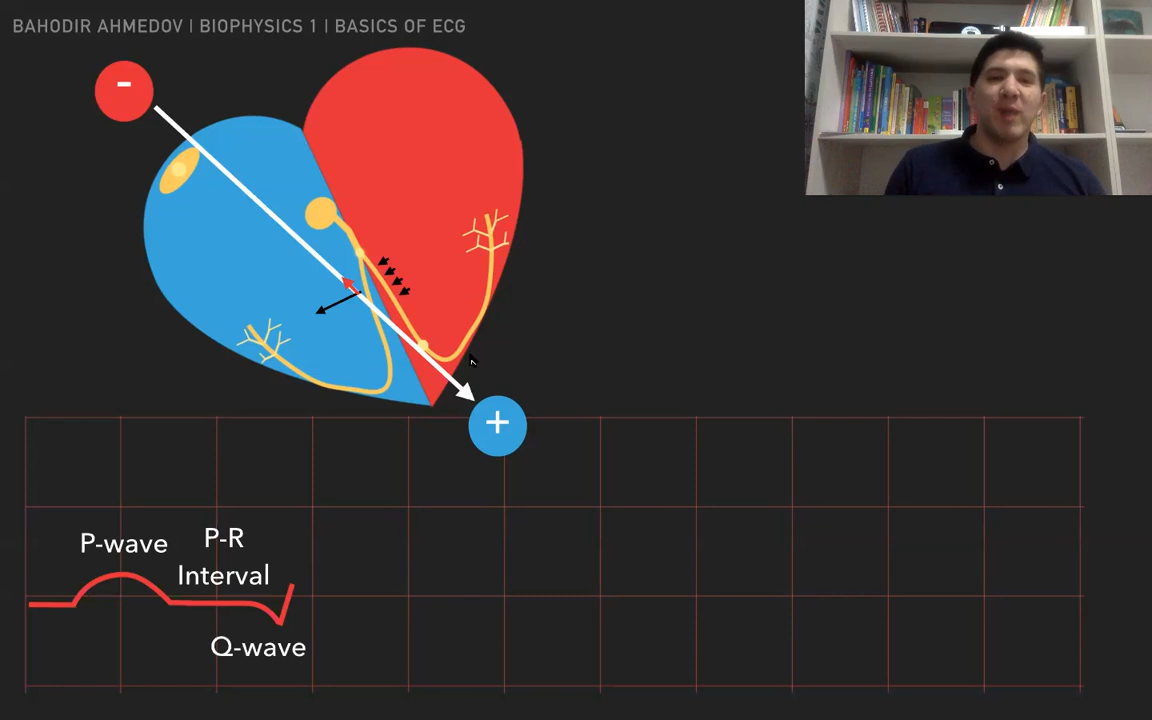 BAHODIR AHMEDOV | BIOPHYSICS 1 | BASICS OF ECG
-
+
P-wave
P-R
Interval
Q-wave